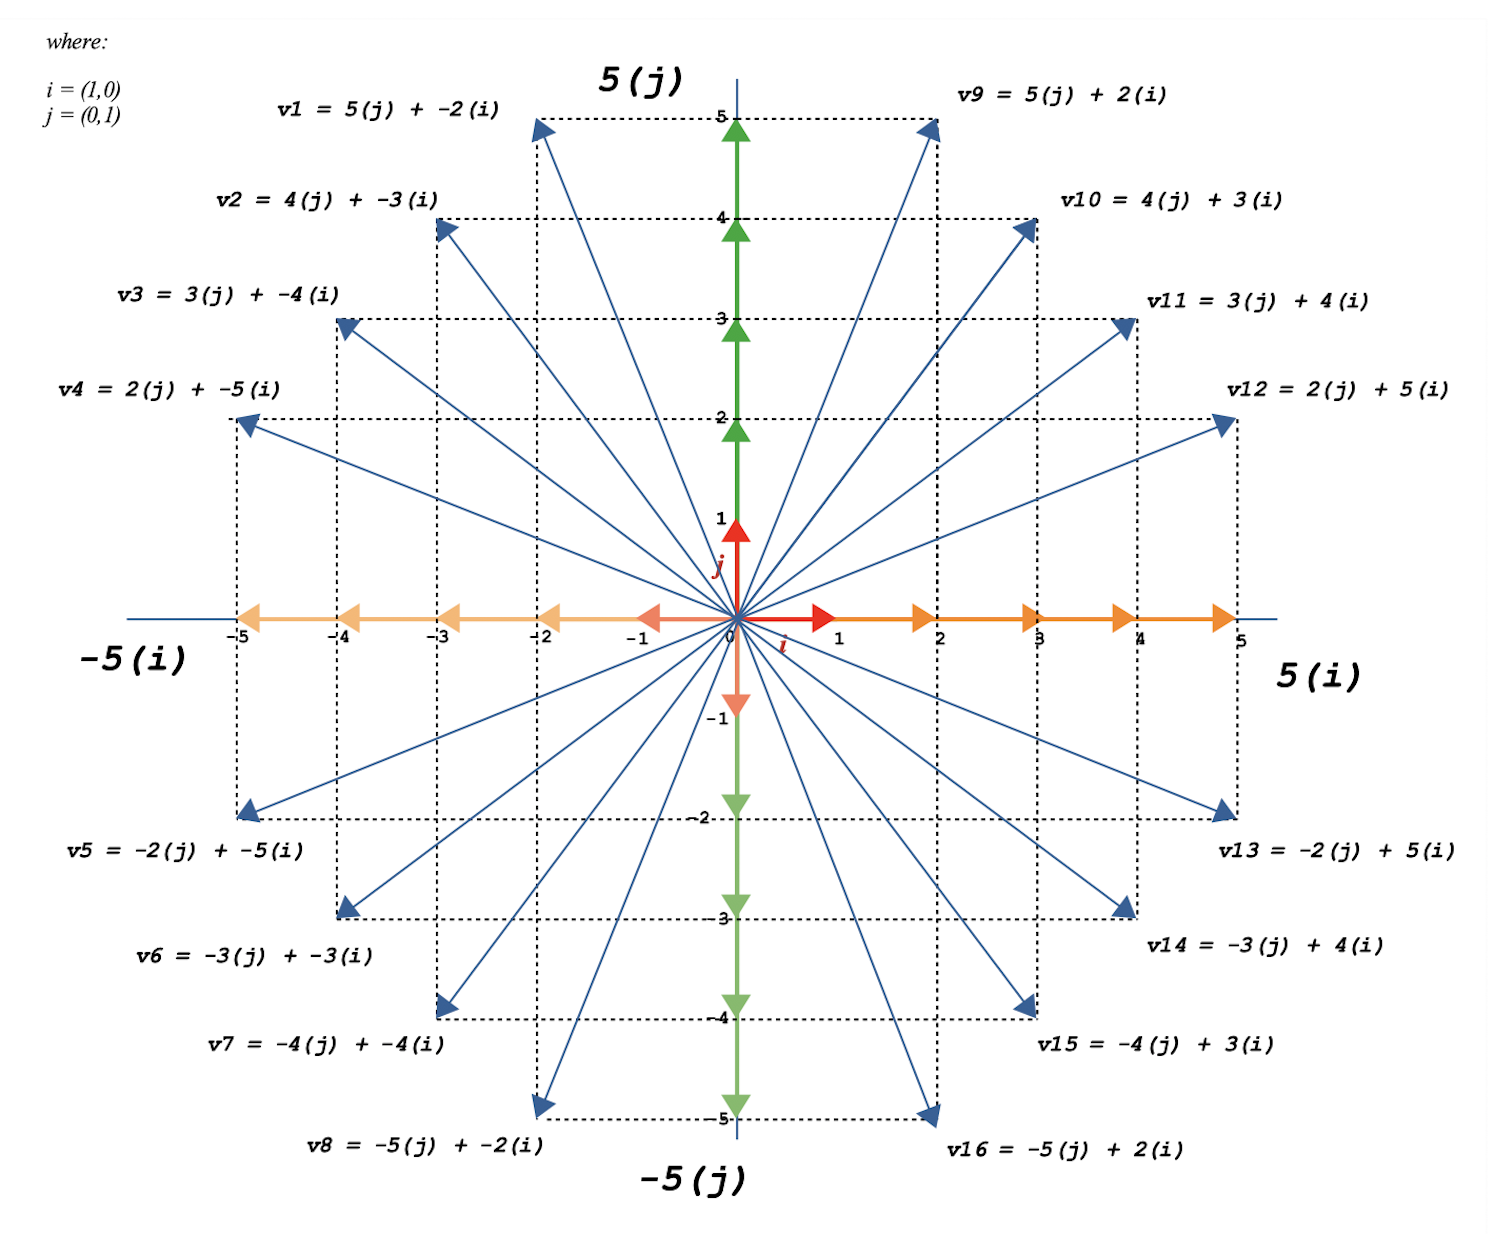 where:
i = (1,0)
j = (0,1)
5(j)
v1 = 5(j) + -2(i)
v9 = 5(j) + 2(i)
5
v2 = 4(j) + -3(i)
v10 = 4(j) + 3(i)
4
v3 = 3(j) + -4(i)
v11 = 3(j) + 4(i)
3
v4 = 2(j) + -5(i)
v12 = 2(j) + 5(i)
2
1
j
-5 -4 -3 -2 -1 0 1 2 3 4 5
i
-5(i)
5(i)
-1
-2
v5 = -2(j) + -5(i)
v13 = -2(j) + 5(i)
-3
v6 = -3(j) + -3(i)
v14 = -3(j) + 4(i)
-4
v7 = -4(j) + -4(i)
v15 = -4(j) + 3(i)
-5
v8 = -5(j) + -2(i)
v16 = -5(j) + 2(i)
-5(j)